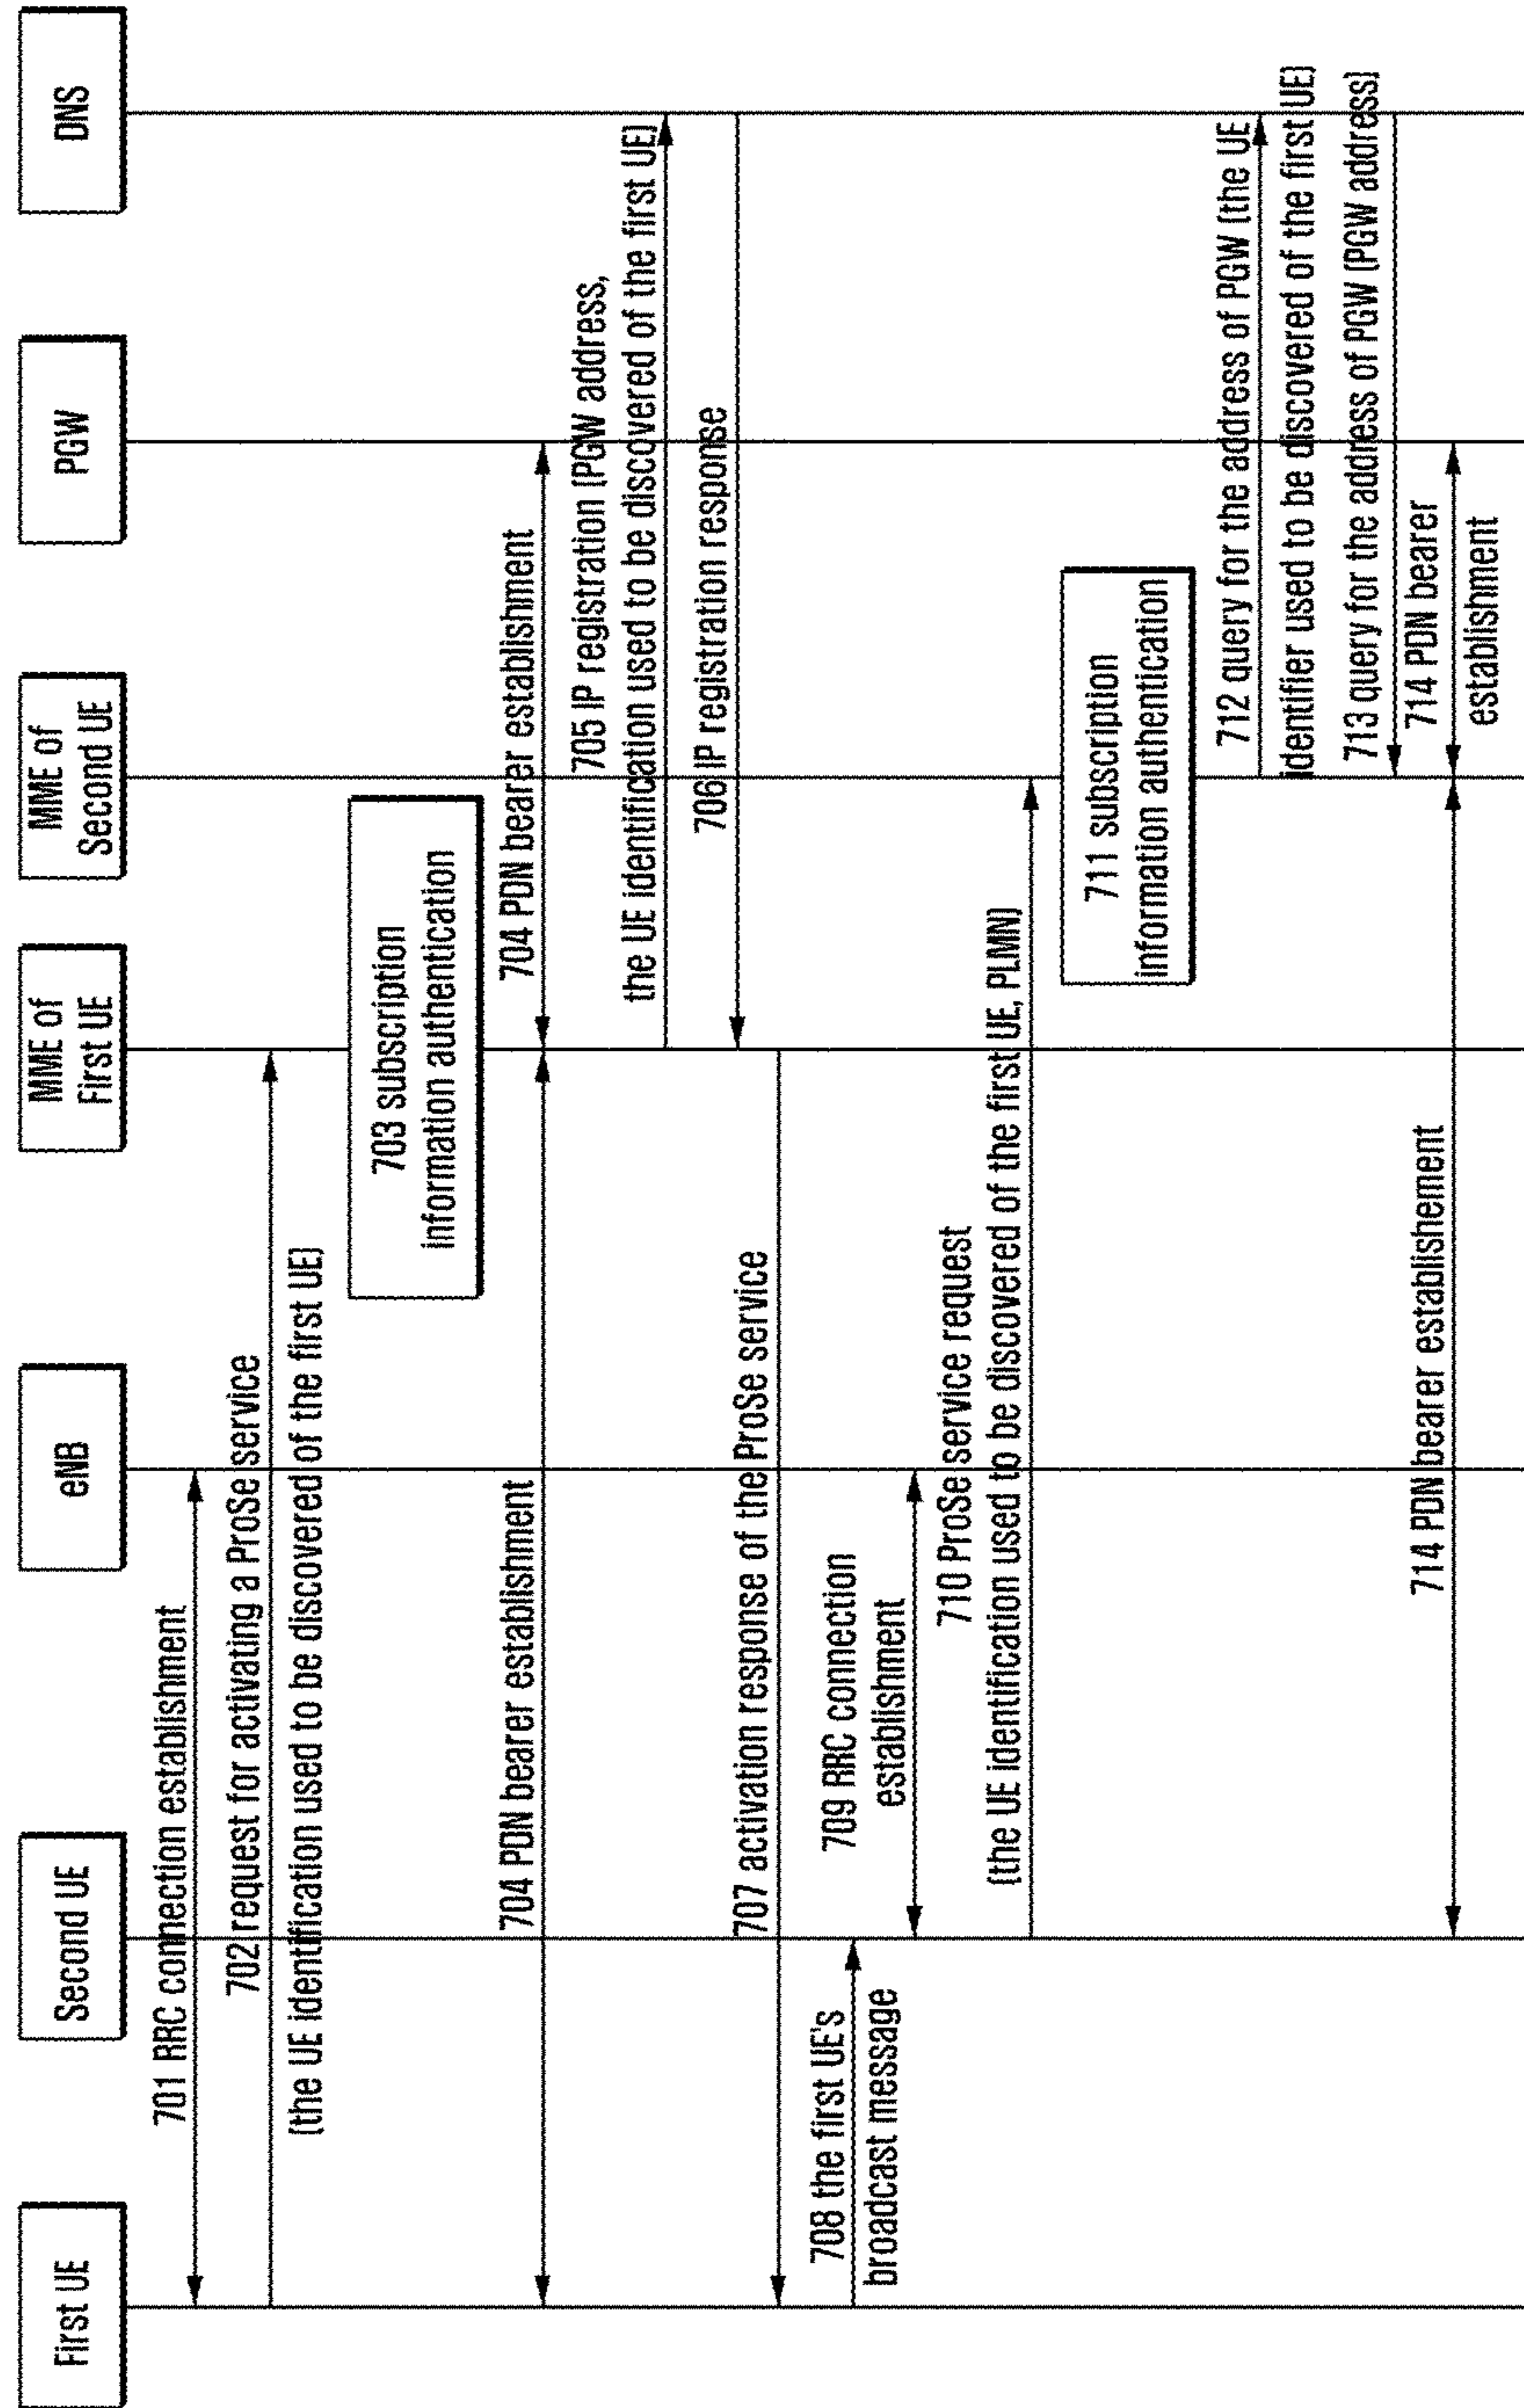 First UE
Second UE
eNB
MME of
First UE
MME of
Second UE
PGW
DNS
701 RRC connection establishment
702 request for activating a ProSe service
(the UE identification used to be discovered of the first UE)
703 subscription
information authentication
704 PDN bearer establishment
704 PDN bearer establishment
705 IP registration (PGW address,
the UE identification used to be discovered of the first UE)
706 IP registration response
707 activation response of the ProSe service
708 the first UE's
broadcast message
709 RRC connection
establishment
710 ProSe service request
(the UE identification used to be discovered of the first UE, PLMN)
711 subscription
information authentication
712 query for the address of PGW (the UE
identifier used to be discovered of the first UE)
713 query for the address of PGW (PGW address)
714 PDN bearer establishement
714 PDN bearer
establishment